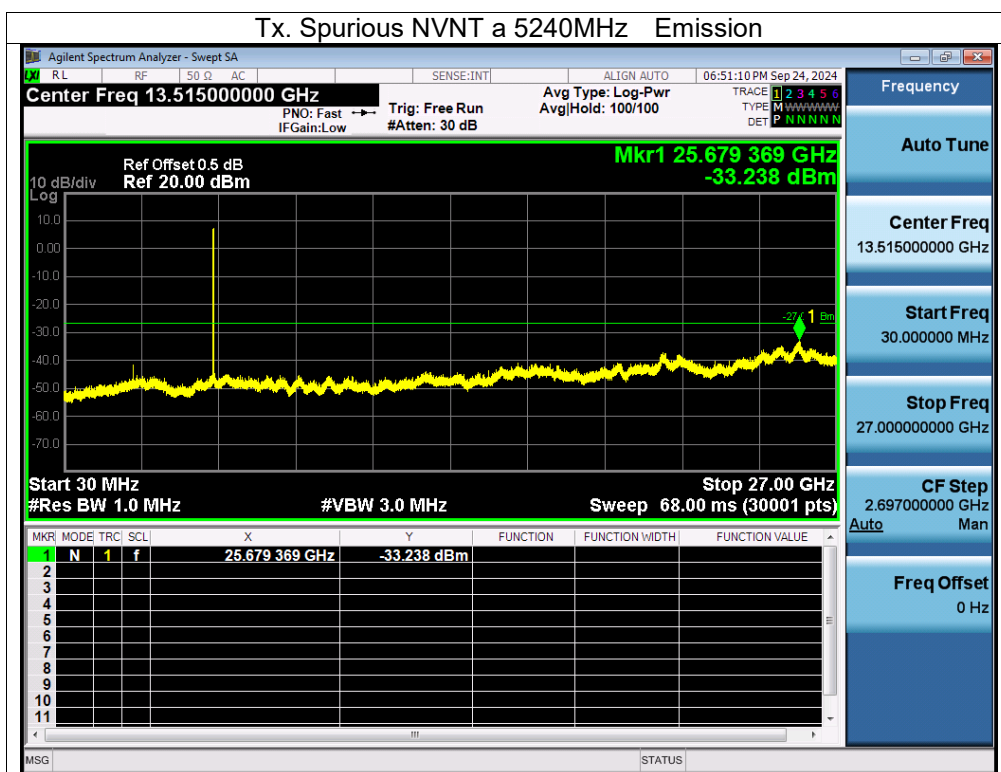 Tx. Spurious NVNT a 5240MHz Emission
Agilent Spectrum Analyzer - Swept SA
LXI RL RF 50 Ω AC SENSE:INT ALIGN AUTO 06:51:10 PM Sep 24, 2024
Center Freq 13.515000000 GHz
PNO: Fast
IFGain:Low
Trig: Free Run
#Atten: 30 dB
Avg Type: Log-Pwr
Avg|Hold: 100/100
TRACE 1 2 3 4 5 6
TYPE M WWWWW
DET P N N N N N
Mkr1 25.679 369 GHz
-33.238 dBm
Ref Offset 0.5 dB
Ref 20.00 dBm
10 dB/div
Log
10.0
0.00
-10.0
-20.0
-30.0
-40.0
-50.0
-60.0
-70.0
1
Start 30 MHz
Stop 27.00 GHz
#Res BW 1.0 MHz
#VBW 3.0 MHz
Sweep 68.00 ms (30001 pts)
MKR MODE TRC SCL X Y FUNCTION FUNCTION WIDTH FUNCTION VALUE
1 N 1 f 25.679 369 GHz -33.238 dBm
2
3
4
5
6
7
8
9
10
11
MSG
STATUS
Frequency
Auto Tune
Center Freq
13.515000000 GHz
Start Freq
30.000000 MHz
Stop Freq
27.000000000 GHz
CF Step
2.697000000 GHz
Auto Man
Freq Offset
0 Hz